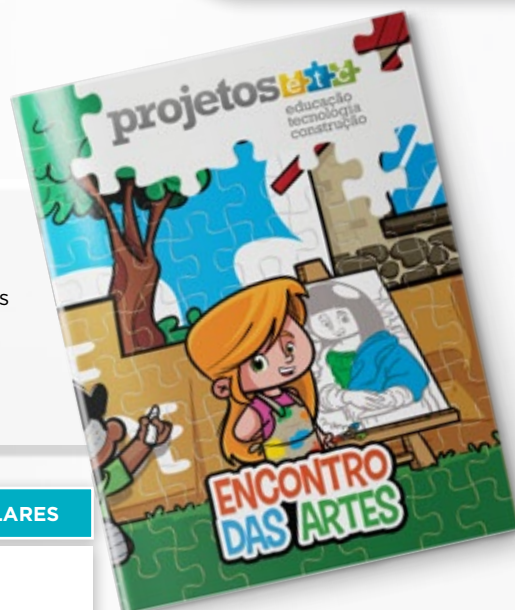 projetos etc
educação
tecnologia
construção
S
ENCONTRO
DAS ARTES
LARES